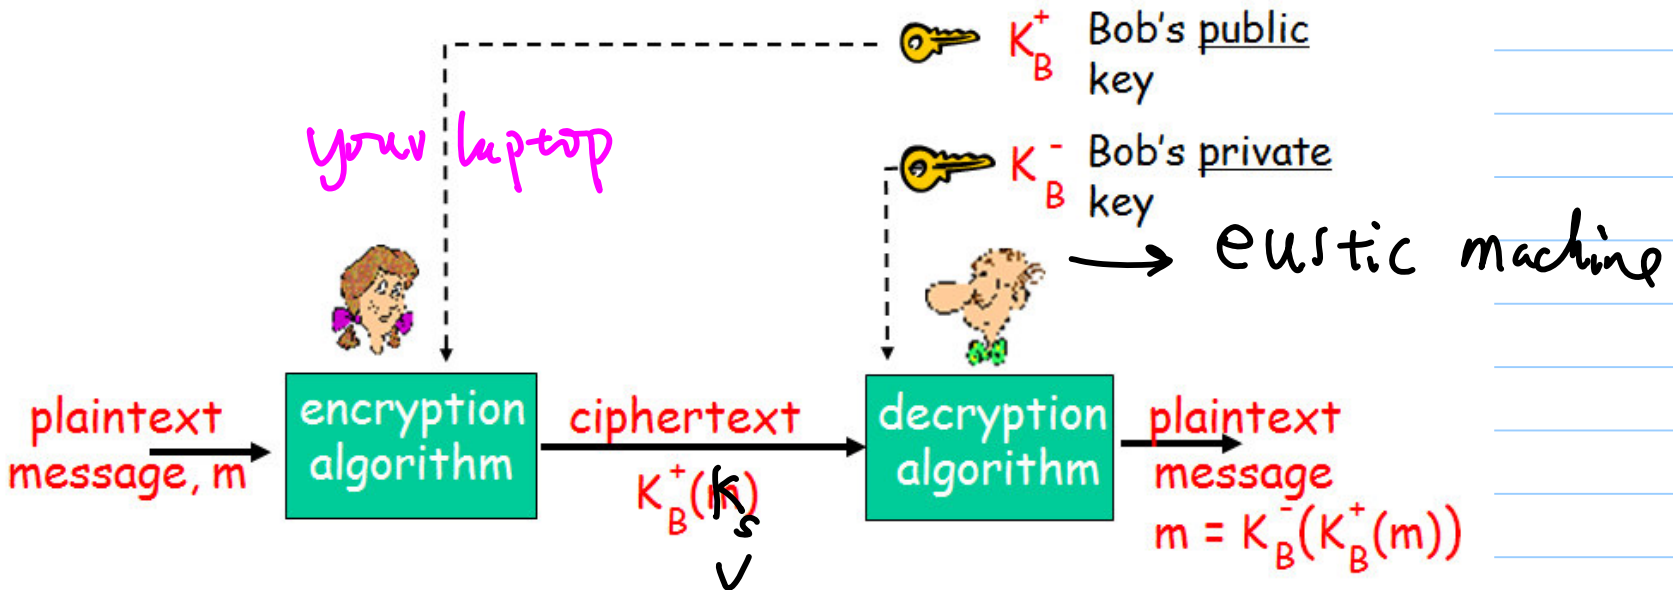 K_B^+ Bob's public
key
your laptop
K_B^- Bob's private
key
→ eustic machine
plaintext
message, m
encryption
algorithm
ciphertext
K_B^+(m)
K_s
decryption
algorithm
plaintext
message
m = K_B^-(K_B^+(m))